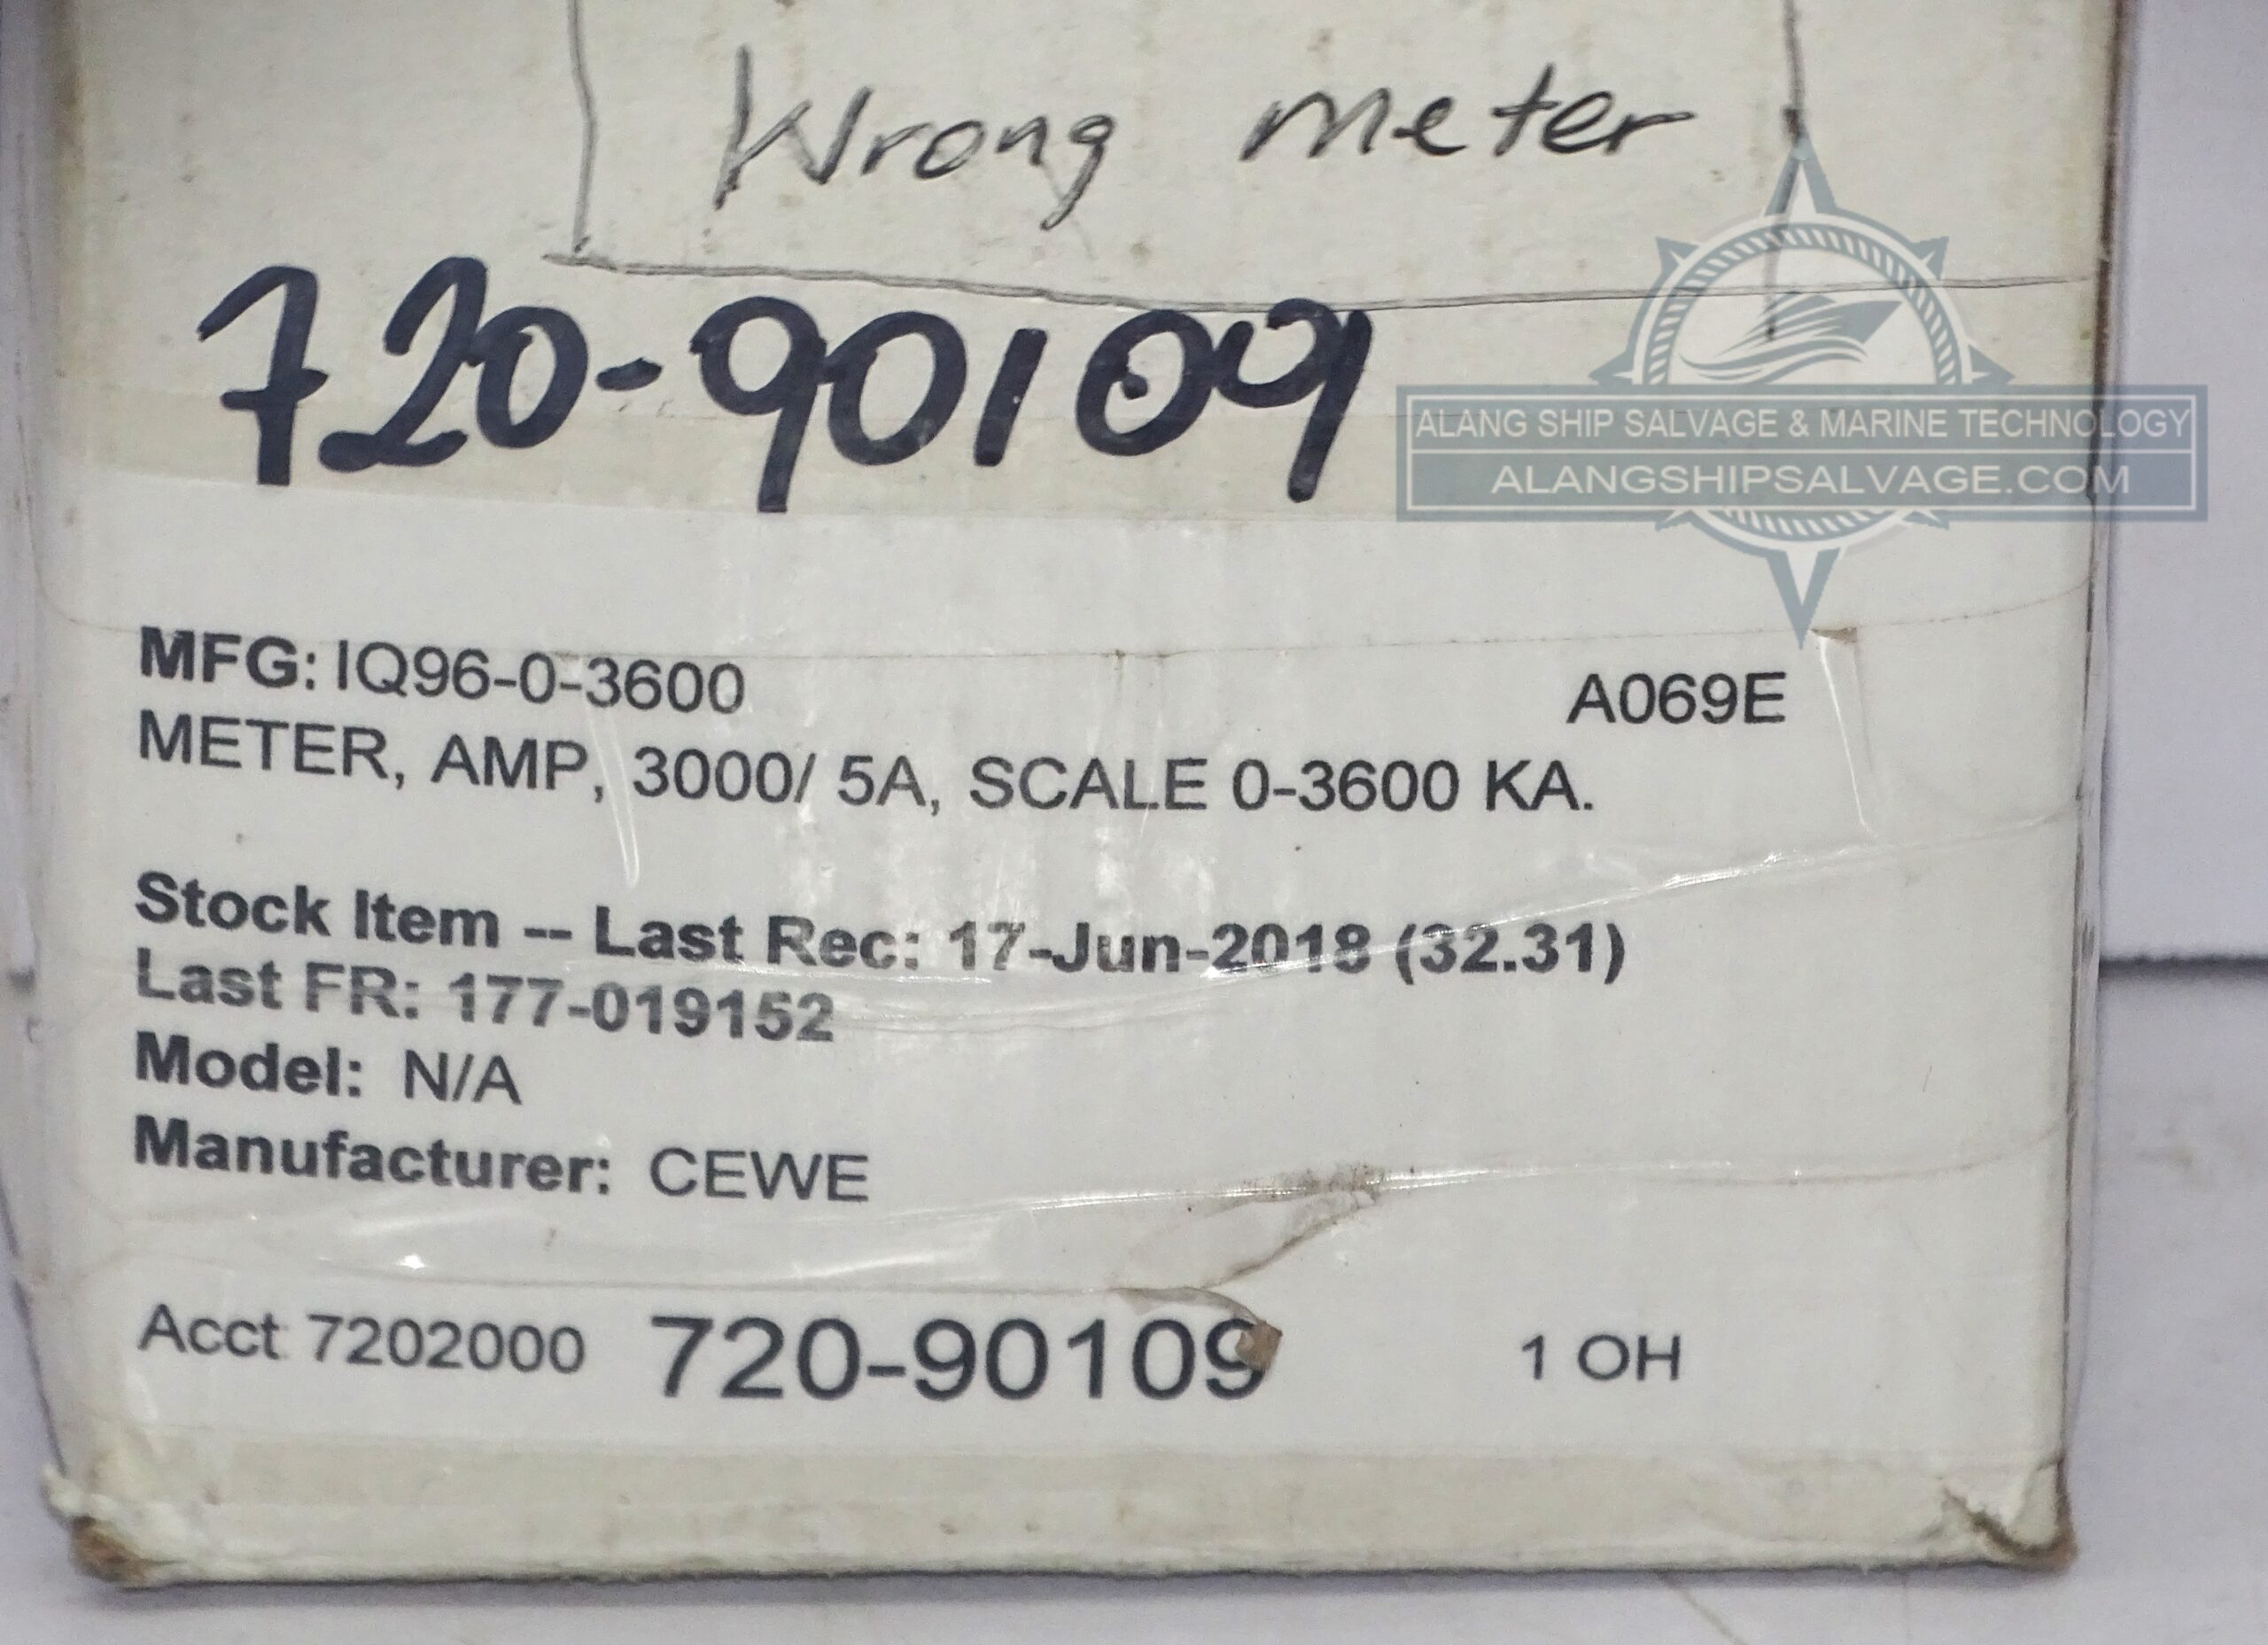 Wrong meter
720-90109
ALANG SHIP SALVAGE & MARINE TECHNOLOGY
ALANGSHIPSALVAGE.COM
MFG: IQ96-0-3600 A069E
METER, AMP, 3000/ 5A, SCALE 0-3600 KA.
Stock Item -- Last Rec: 17-Jun-2018 (32.31)
Last FR: 177-019152
Model: N/A
Manufacturer: CEWE
Acct 7202000 720-90109 1 OH